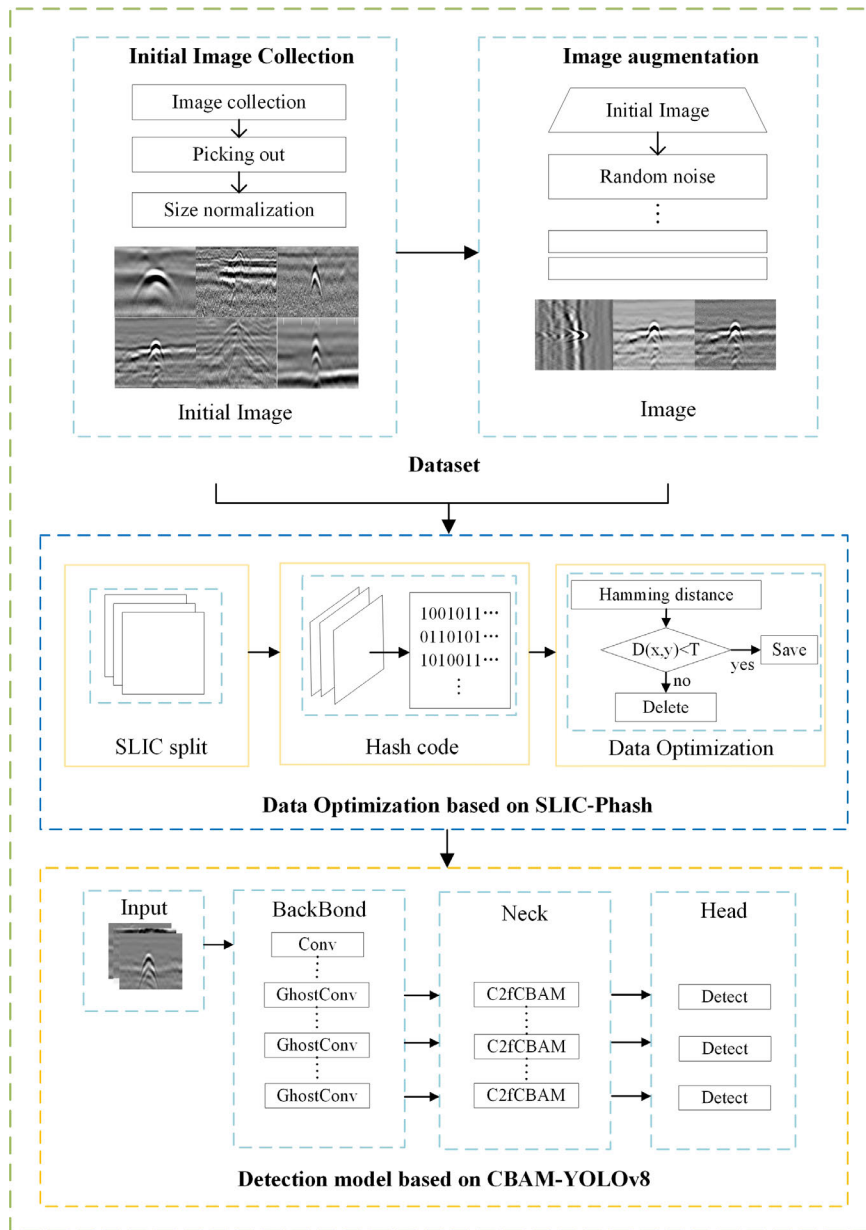 Initial Image Collection
Image collection
Picking out
Size normalization
Initial Image
Image augmentation
Initial Image
Random noise
⋮
Image
Dataset
SLIC split
1001011⋯
0110101⋯
1010011⋯
⋮
Hash code
Hamming distance
D(x,y)<T
yes
Save
no
Delete
Data Optimization
Data Optimization based on SLIC-Phash
Input
BackBond
Conv
GhostConv
GhostConv
GhostConv
Neck
C2fCBAM
C2fCBAM
C2fCBAM
Head
Detect
Detect
Detect
Detection model based on CBAM-YOLOv8